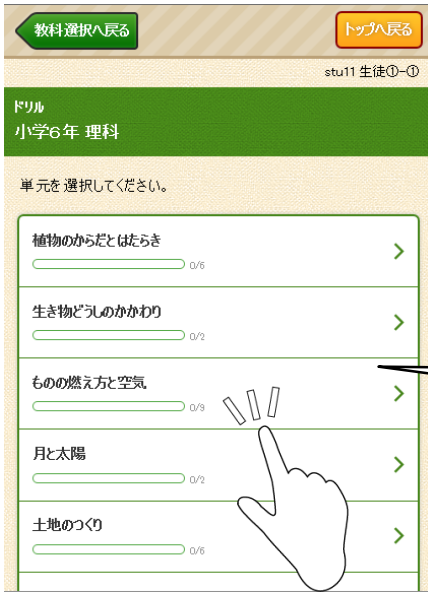 教科選択へ戻る
トップへ戻る
stu11 生徒①-①
ドリル
小学6年 理科
単元を選択してください。
植物のからだとはたらき
0/6
生き物どうしのかかわり
0/2
ものの燃え方と空気
0/9
月と太陽
0/2
土地のつくり
0/6